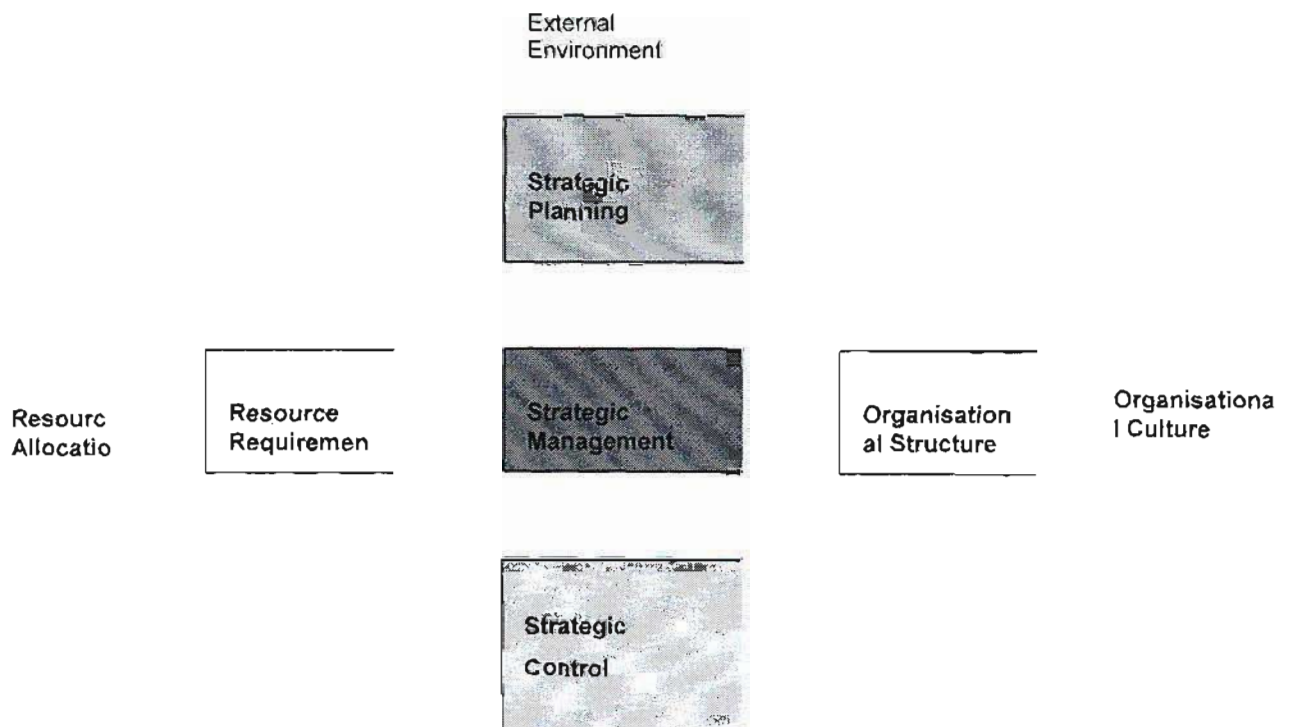 External
Environment
Strategic
Planning
Resourc
Allocatio
Resource
Requiremen
Strategic
Management
Organisation
al Structure
Organisationa
l Culture
Strategic
Control